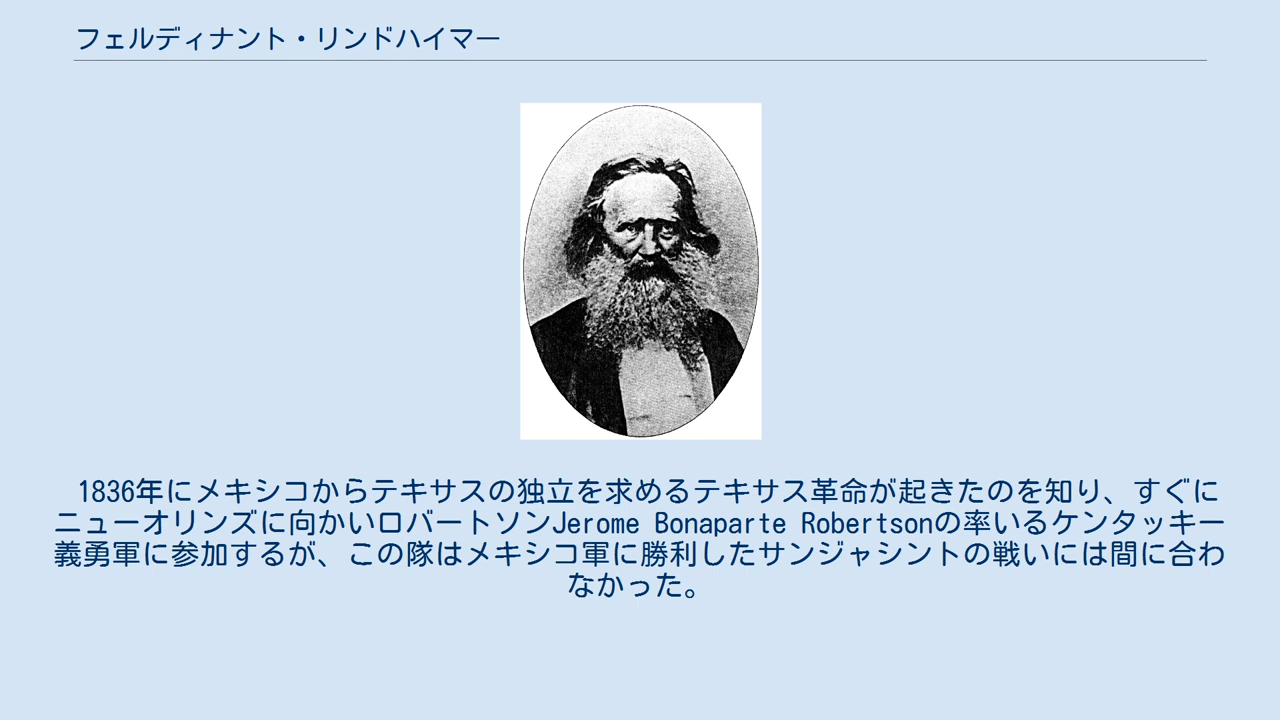 フェルディナント・リンドハイマー
1836年にメキシコからテキサスの独立を求めるテキサス革命が起きたのを知り、すぐに
ニューオリンズに向かいロバートソンJerome Bonaparte Robertsonの率いるケンタッキー
義勇軍に参加するが、この隊はメキシコ軍に勝利したサンジャシントの戦いには間に合わ
なかった。